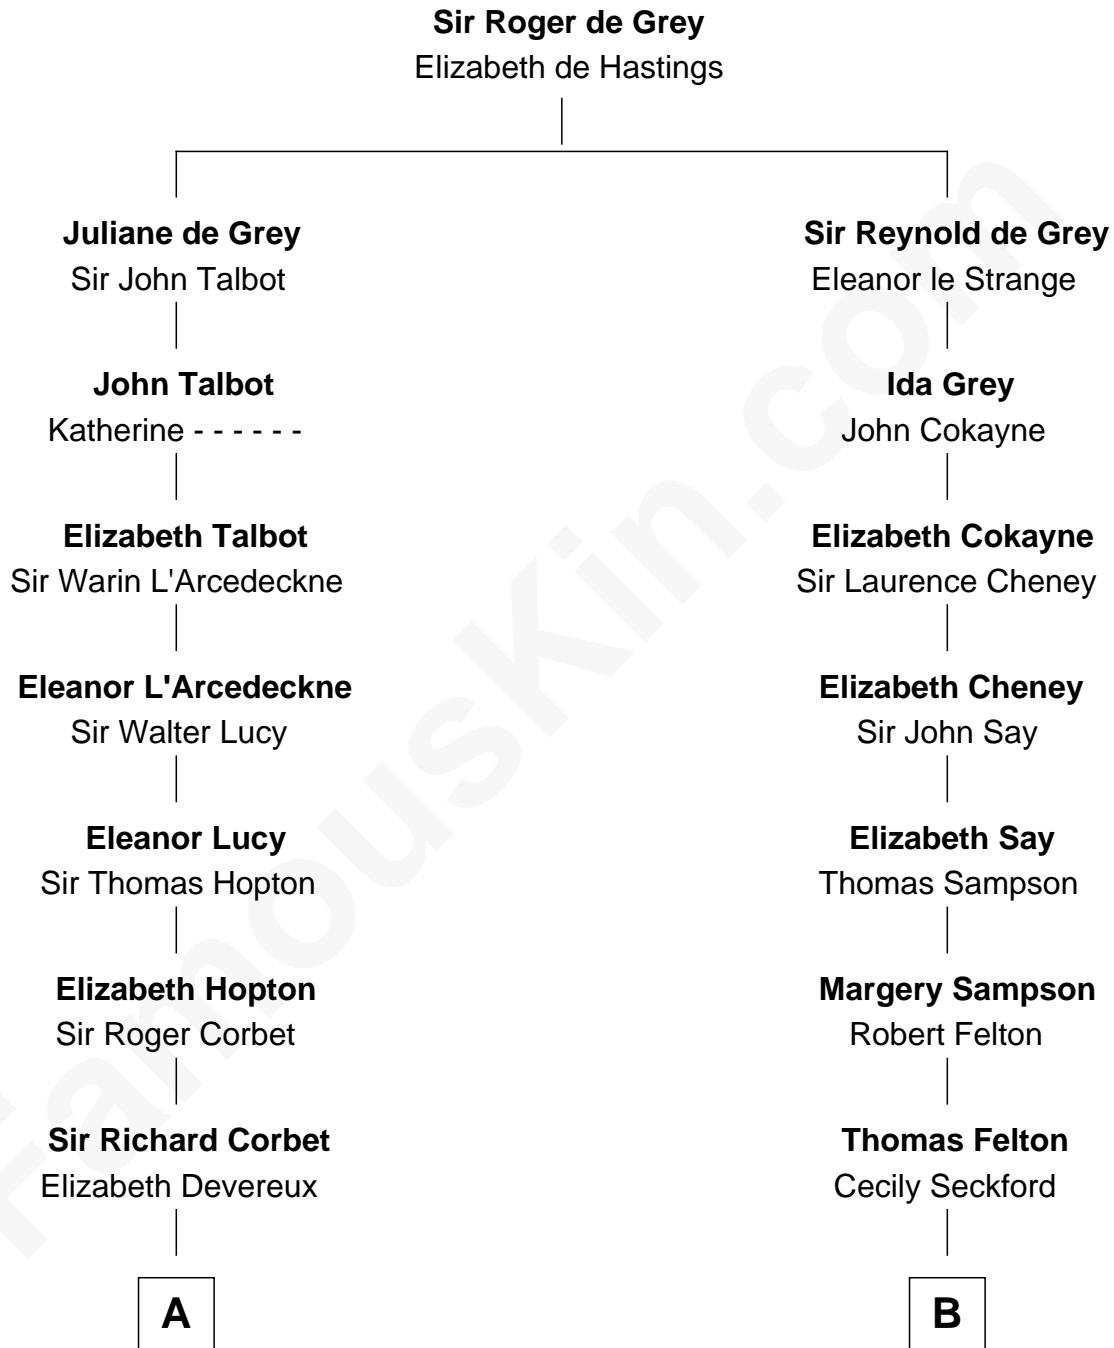 Sir Roger de Grey
Elizabeth de Hastings
Juliane de Grey
Sir John Talbot
Sir Reynold de Grey
Eleanor le Strange
John Talbot
Katherine - - - - - -
Ida Grey
John Cokayne
Elizabeth Talbot
Sir Warin L'Arcedeckne
Elizabeth Cokayne
Sir Laurence Cheney
Eleanor L'Arcedeckne
Sir Walter Lucy
Elizabeth Cheney
Sir John Say
Eleanor Lucy
Sir Thomas Hopton
Elizabeth Say
Thomas Sampson
Elizabeth Hopton
Sir Roger Corbet
Margery Sampson
Robert Felton
Sir Richard Corbet
Elizabeth Devereux
Thomas Felton
Cecily Seckford
A
B
FamousKin.com